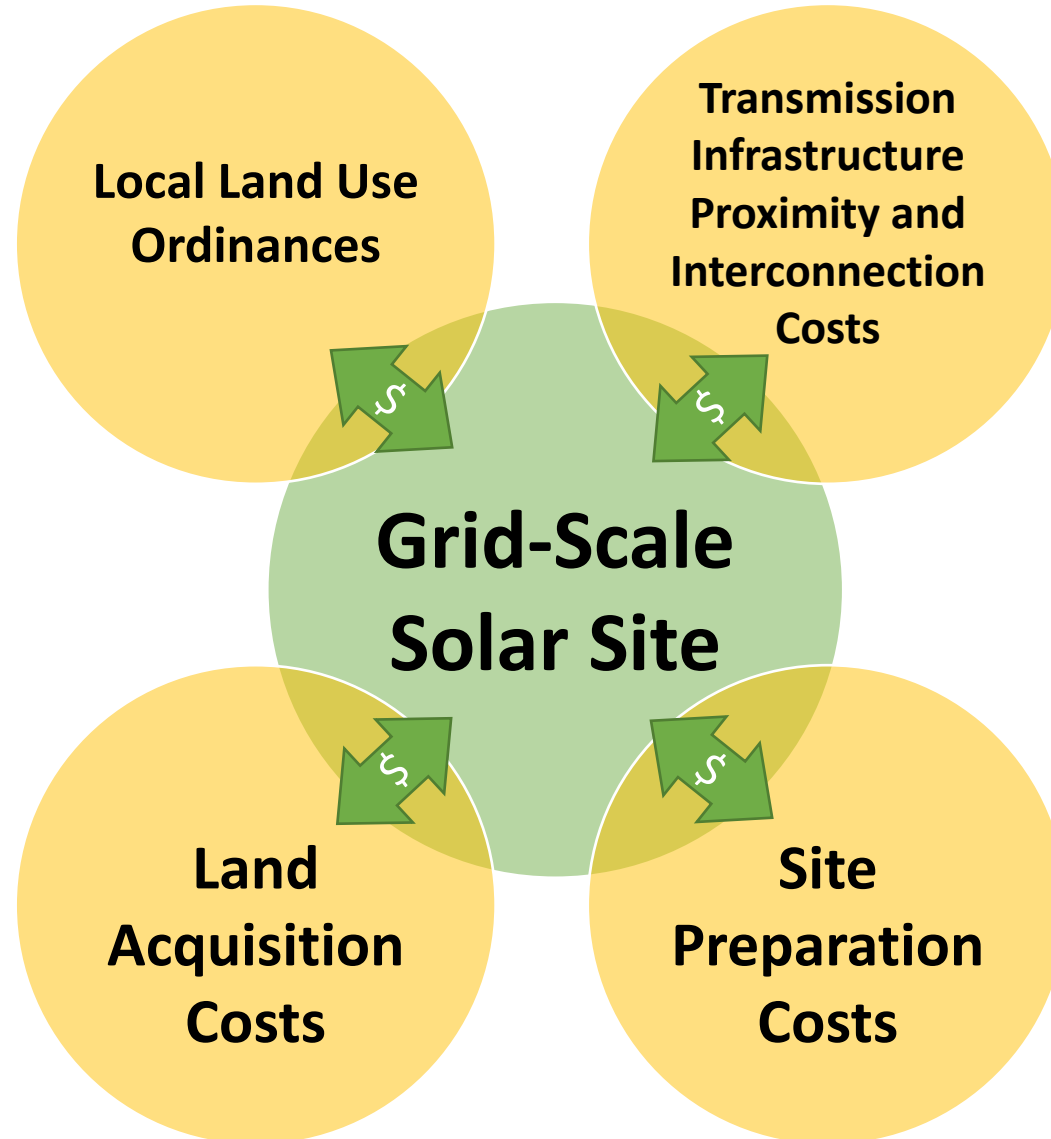 Local Land Use
Ordinances
Transmission
Infrastructure
Proximity and
Interconnection
Costs
$
$
Grid-Scale
Solar Site
$
$
Land
Acquisition
Costs
Site
Preparation
Costs